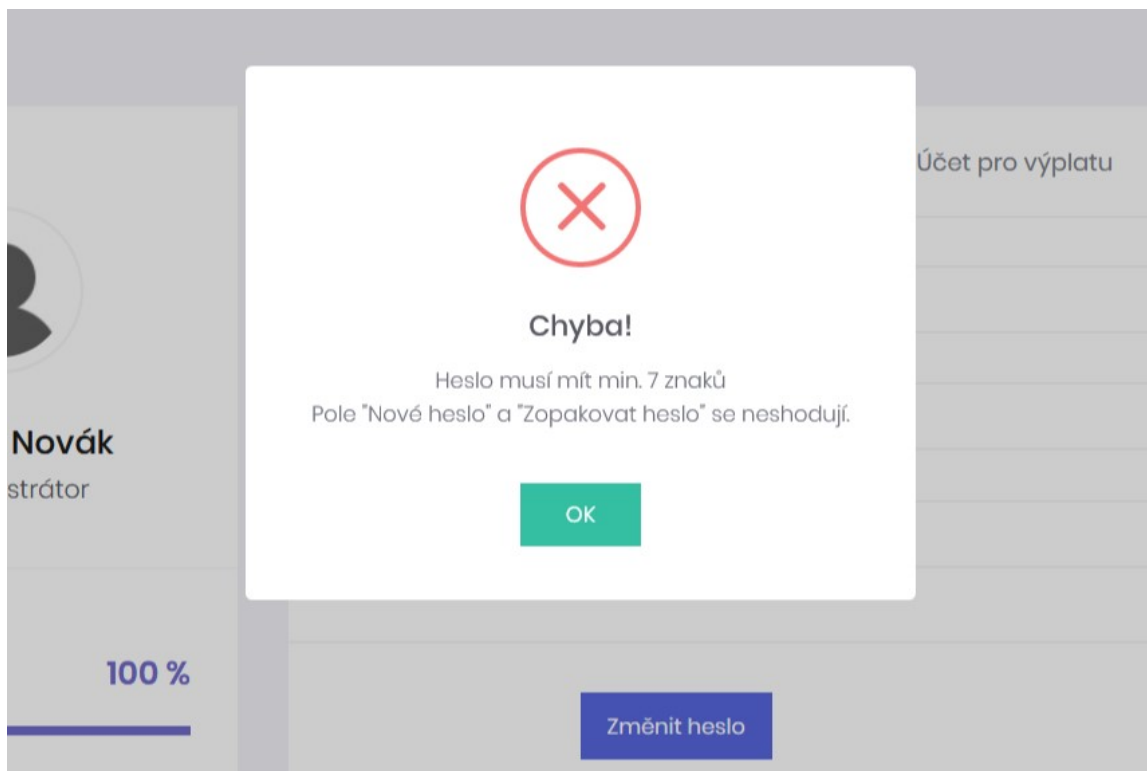 Účet pro výplatu
Chyba!
Heslo musí mít min. 7 znaků
Pole "Nové heslo" a "Zopakovat heslo" se neshodují.
Novák
strátor
OK
100 %
Změnit heslo